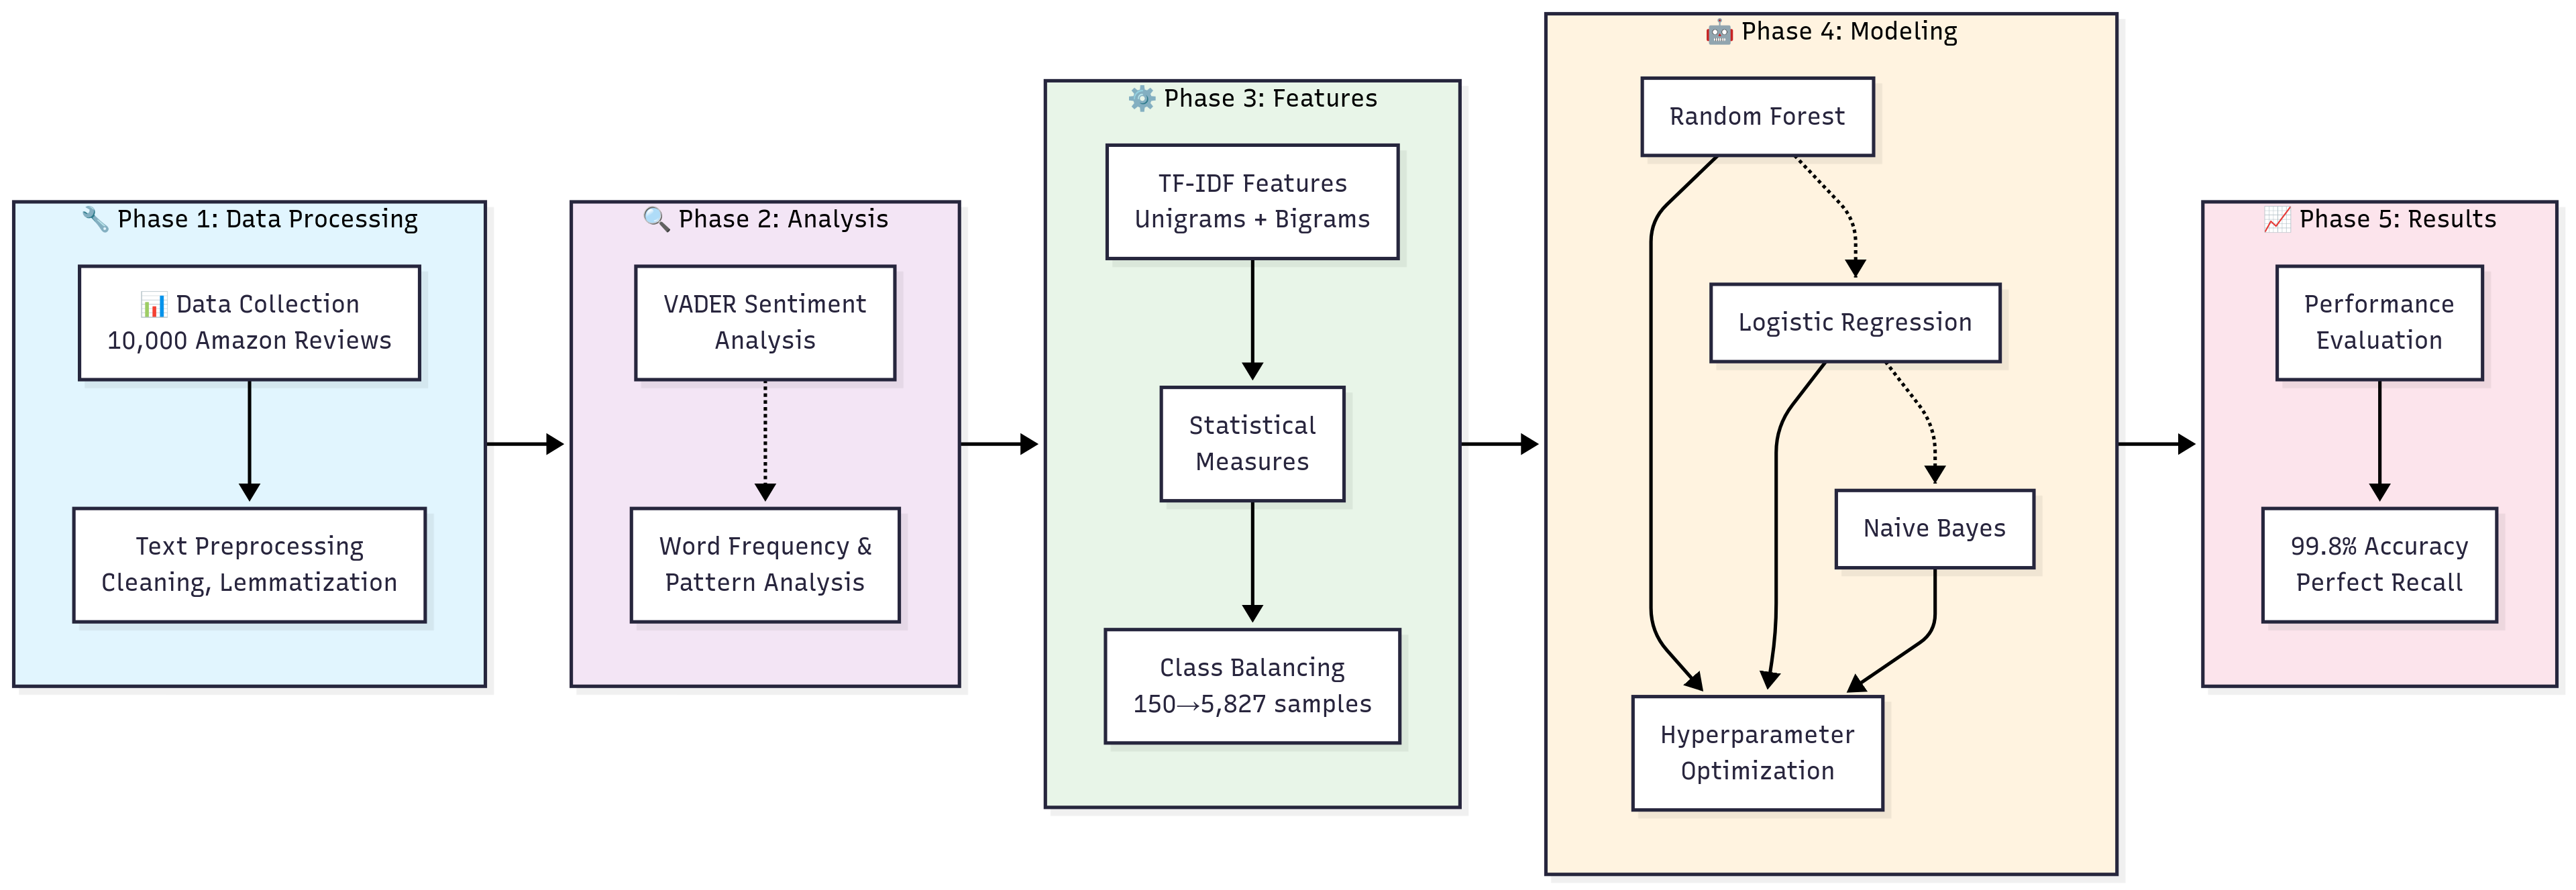 🔧 Phase 1: Data Processing
📊 Data Collection
10,000 Amazon Reviews
Text Preprocessing
Cleaning, Lemmatization
🔍 Phase 2: Analysis
VADER Sentiment
Analysis
Word Frequency &
Pattern Analysis
⚙️ Phase 3: Features
TF-IDF Features
Unigrams + Bigrams
Statistical
Measures
Class Balancing
150→5,827 samples
🤖 Phase 4: Modeling
Random Forest
Logistic Regression
Naive Bayes
Hyperparameter
Optimization
📈 Phase 5: Results
Performance
Evaluation
99.8% Accuracy
Perfect Recall